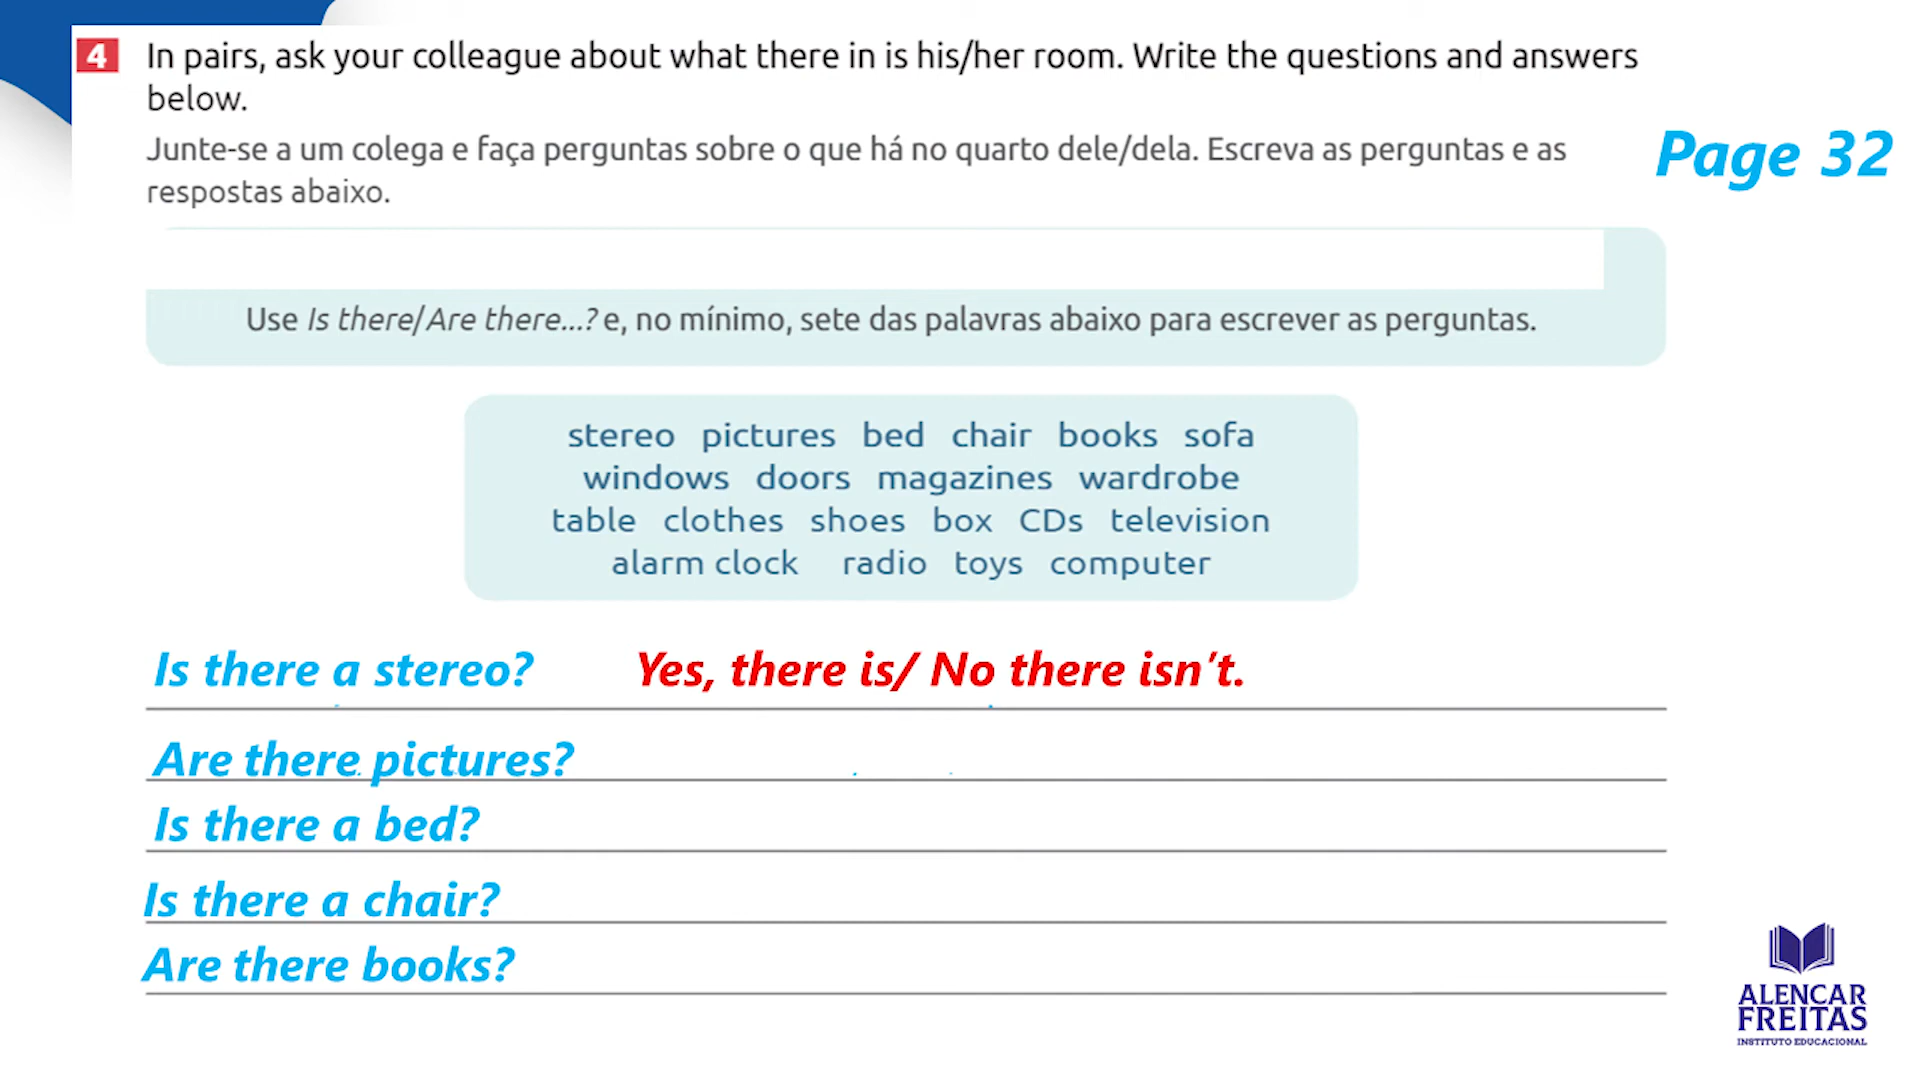 4 In pairs, ask your colleague about what there in is his/her room. Write the questions and answers
below.
Junte-se a um colega e faça perguntas sobre o que há no quarto dele/dela. Escreva as perguntas e as
respostas abaixo.
Page 32
Use Is there/Are there...? e, no mínimo, sete das palavras abaixo para escrever as perguntas.
stereo pictures bed chair books sofa
windows doors magazines wardrobe
table clothes shoes box CDs television
alarm clock radio toys computer
Is there a stereo? Yes, there is/ No there isn't.
Are there pictures?
Is there a bed?
Is there a chair?
Are there books?
ALENCAR
FREITAS
INSTITUTO EDUCACIONAL